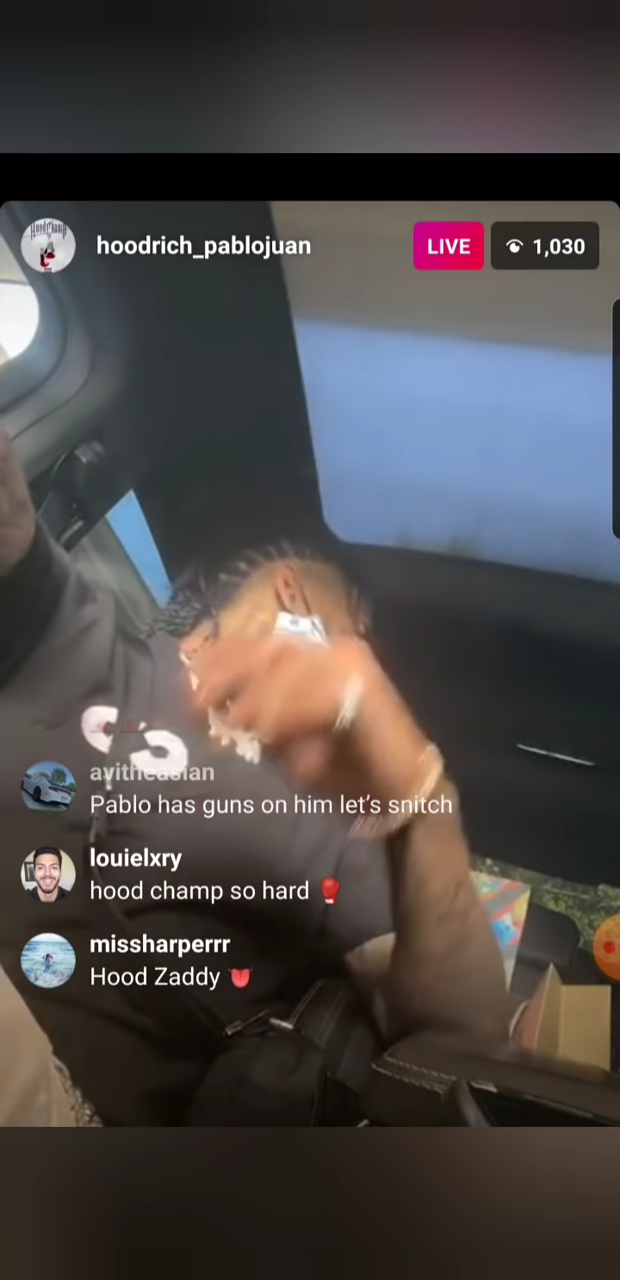 hoodrich_pablojuan
LIVE
1,030
avitheasian
Pablo has guns on him let’s snitch
louielxry
hood champ so hard 🥊
missharperrr
Hood Zaddy 👅